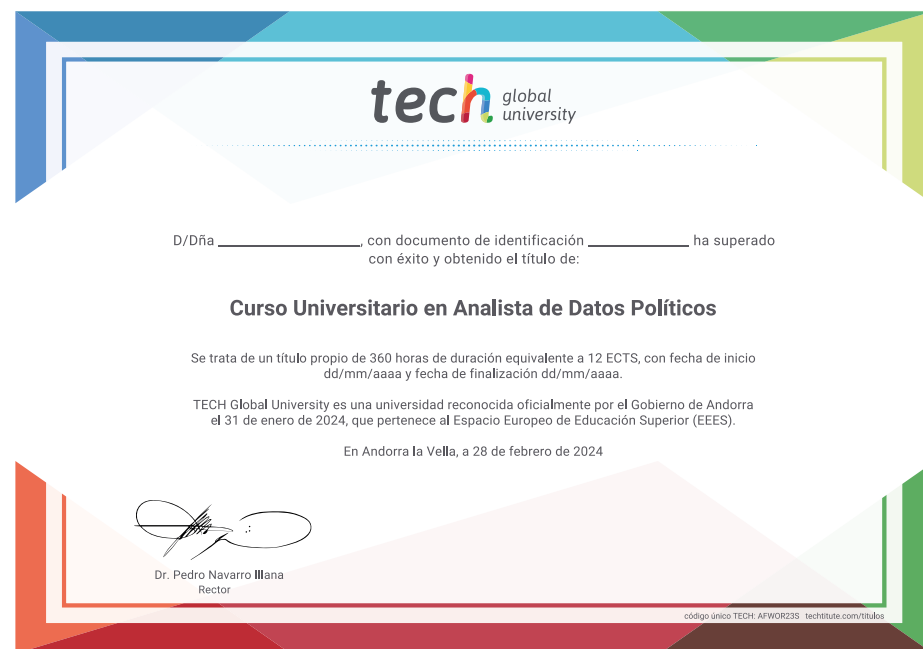 tech global university
D/Dña ____________________, con documento de identificación ______________ ha superado
con éxito y obtenido el título de:
Curso Universitario en Analista de Datos Políticos
Se trata de un título propio de 360 horas de duración equivalente a 12 ECTS, con fecha de inicio
dd/mm/aaaa y fecha de finalización dd/mm/aaaa.
TECH Global University es una universidad reconocida oficialmente por el Gobierno de Andorra
el 31 de enero de 2024, que pertenece al Espacio Europeo de Educación Superior (EEES).
En Andorra la Vella, a 28 de febrero de 2024
Dr. Pedro Navarro Illana
Rector
código único TECH: AFWOR23S techtitute.com/titulos